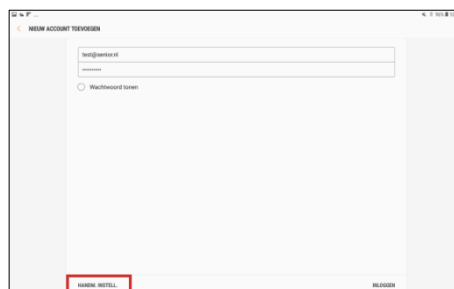 NIEUW ACCOUNT TOEVOEGEN
test@senior.nl
Wachtwoord tonen
HANDM. INSTELL.
INLOGGEN